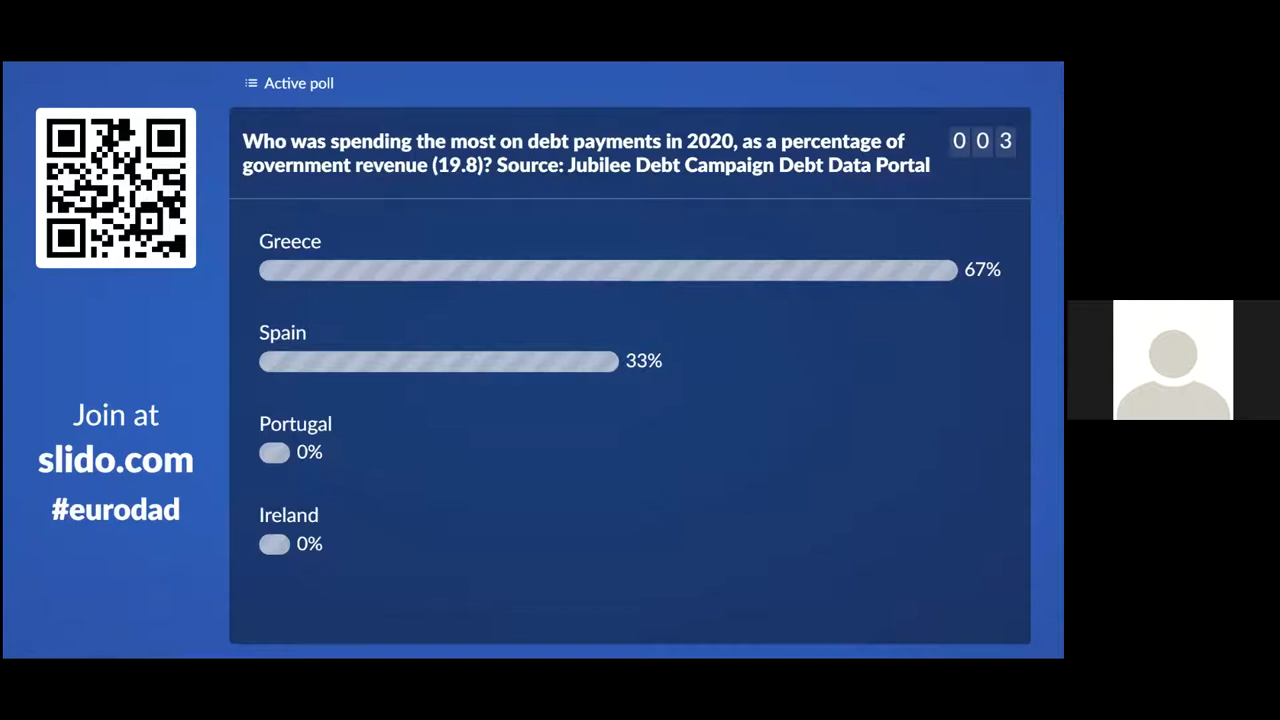 Active poll
Who was spending the most on debt payments in 2020, as a percentage of
government revenue (19.8)? Source: Jubilee Debt Campaign Debt Data Portal
0 0 3
Greece
67%
Spain
33%
Portugal
0%
Ireland
0%
Join at
slido.com
#eurodad